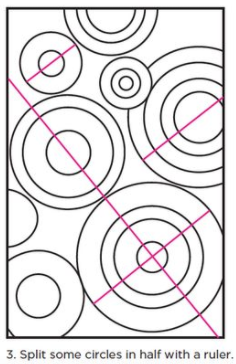 3. Split some circles in half with a ruler.